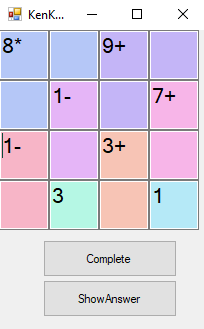 KenK...
8* 9+
1- 7+
1- 3+
3 1
Complete
ShowAnswer